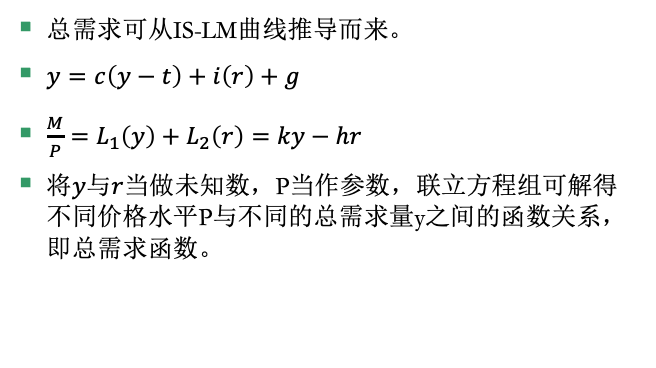 总需求可从IS-LM曲线推导而来。
y = c(y − t) + i(r) + g
M/P = L₁(y) + L₂(r) = ky − hr
将y与r当做未知数，P当作参数，联立方程组可解得
不同价格水平P与不同的总需求量y之间的函数关系，
即总需求函数。